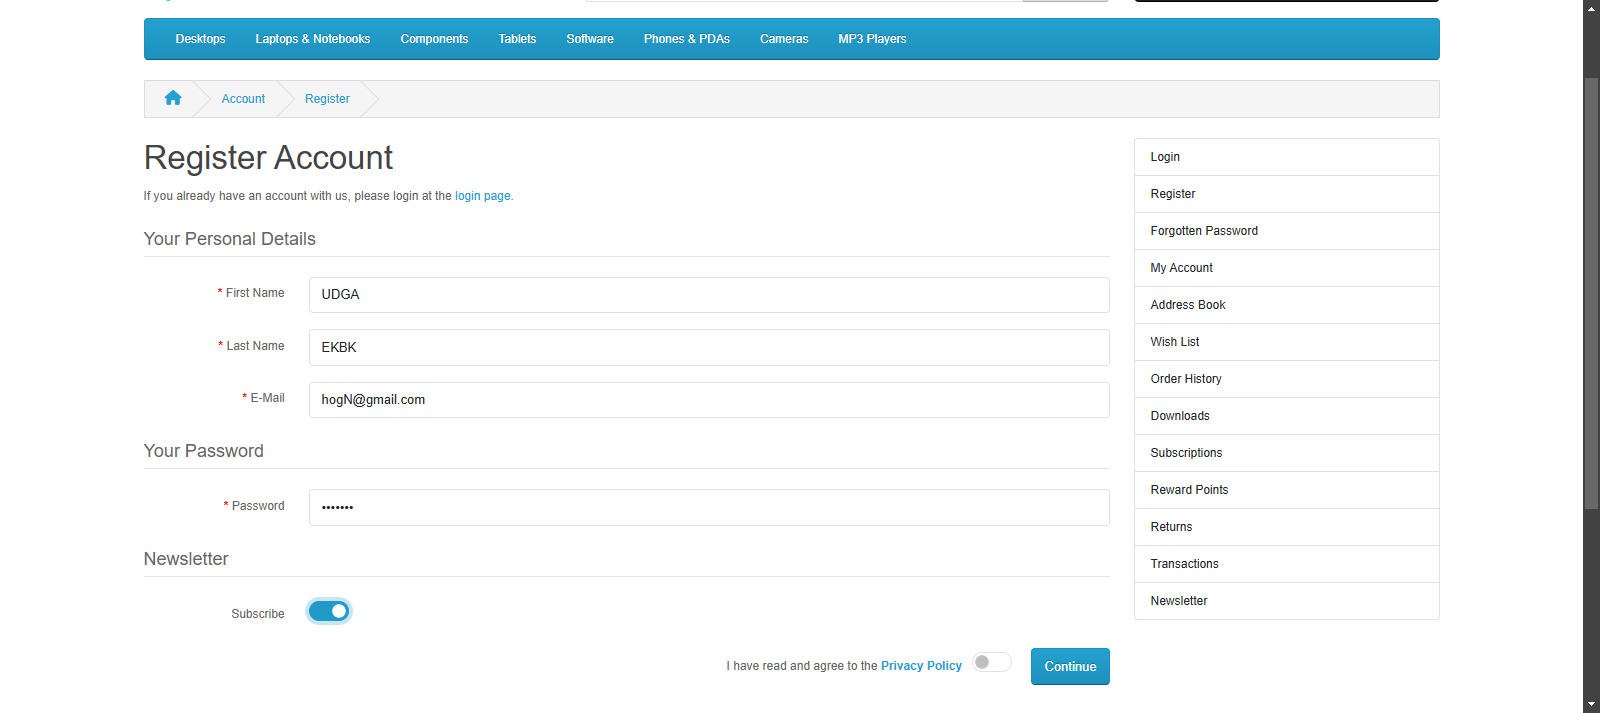 Desktops Laptops & Notebooks Components Tablets Software Phones & PDAs Cameras MP3 Players
Account Register
Register Account
If you already have an account with us, please login at the login page.
Your Personal Details
* First Name UDGA
* Last Name EKBK
* E-Mail hogN@gmail.com
Your Password
* Password •••••••
Newsletter
Subscribe
I have read and agree to the Privacy Policy Continue
Login
Register
Forgotten Password
My Account
Address Book
Wish List
Order History
Downloads
Subscriptions
Reward Points
Returns
Transactions
Newsletter